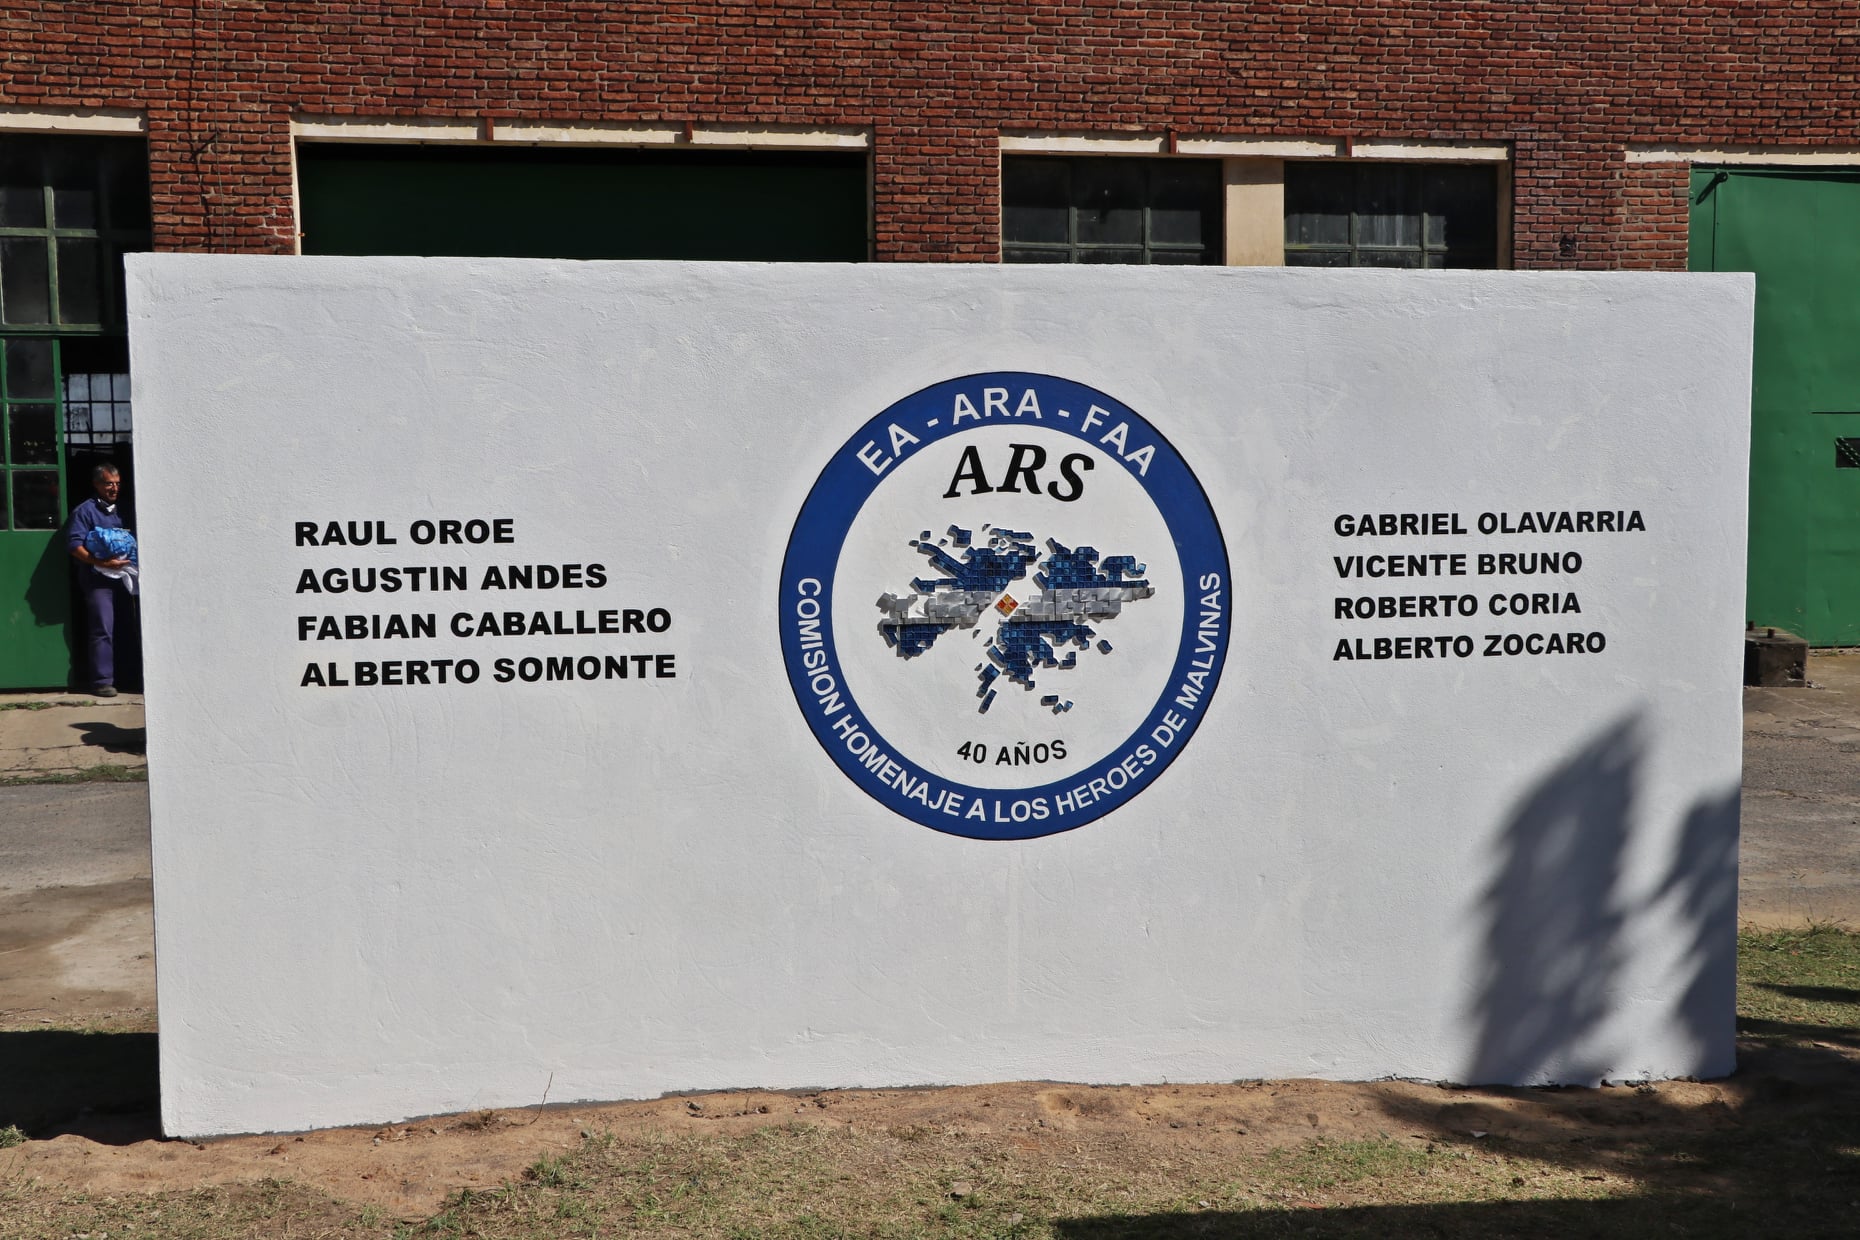 EA - ARA - FAA
ARS
RAUL OROE
AGUSTIN ANDES
FABIAN CABALLERO
ALBERTO SOMONTE
GABRIEL OLAVARRIA
VICENTE BRUNO
ROBERTO CORIA
ALBERTO ZOCARO
40 AÑOS
COMISION HOMENAJE A LOS HEROES DE MALVINAS